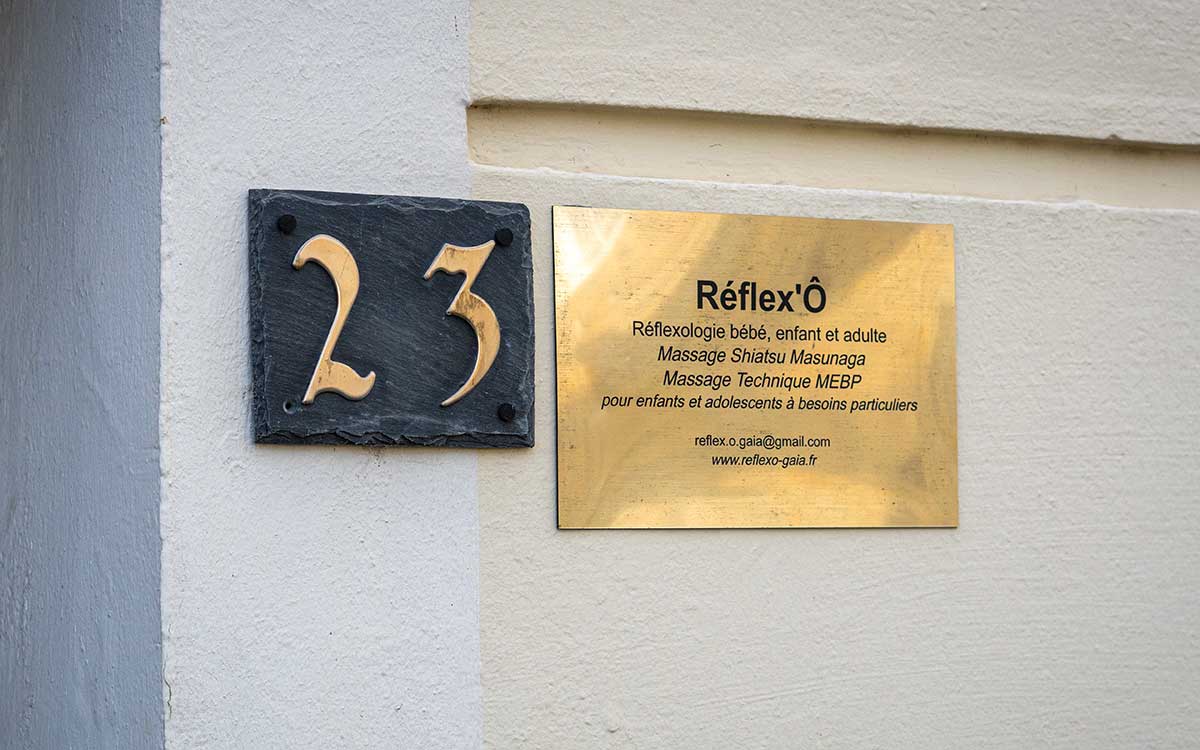 23
Réflex'Ô
Réflexologie bébé, enfant et adulte
Massage Shiatsu Masunaga
Massage Technique MEBP
pour enfants et adolescents à besoins particuliers
reflex.o.gaia@gmail.com
www.reflexo-gaia.fr